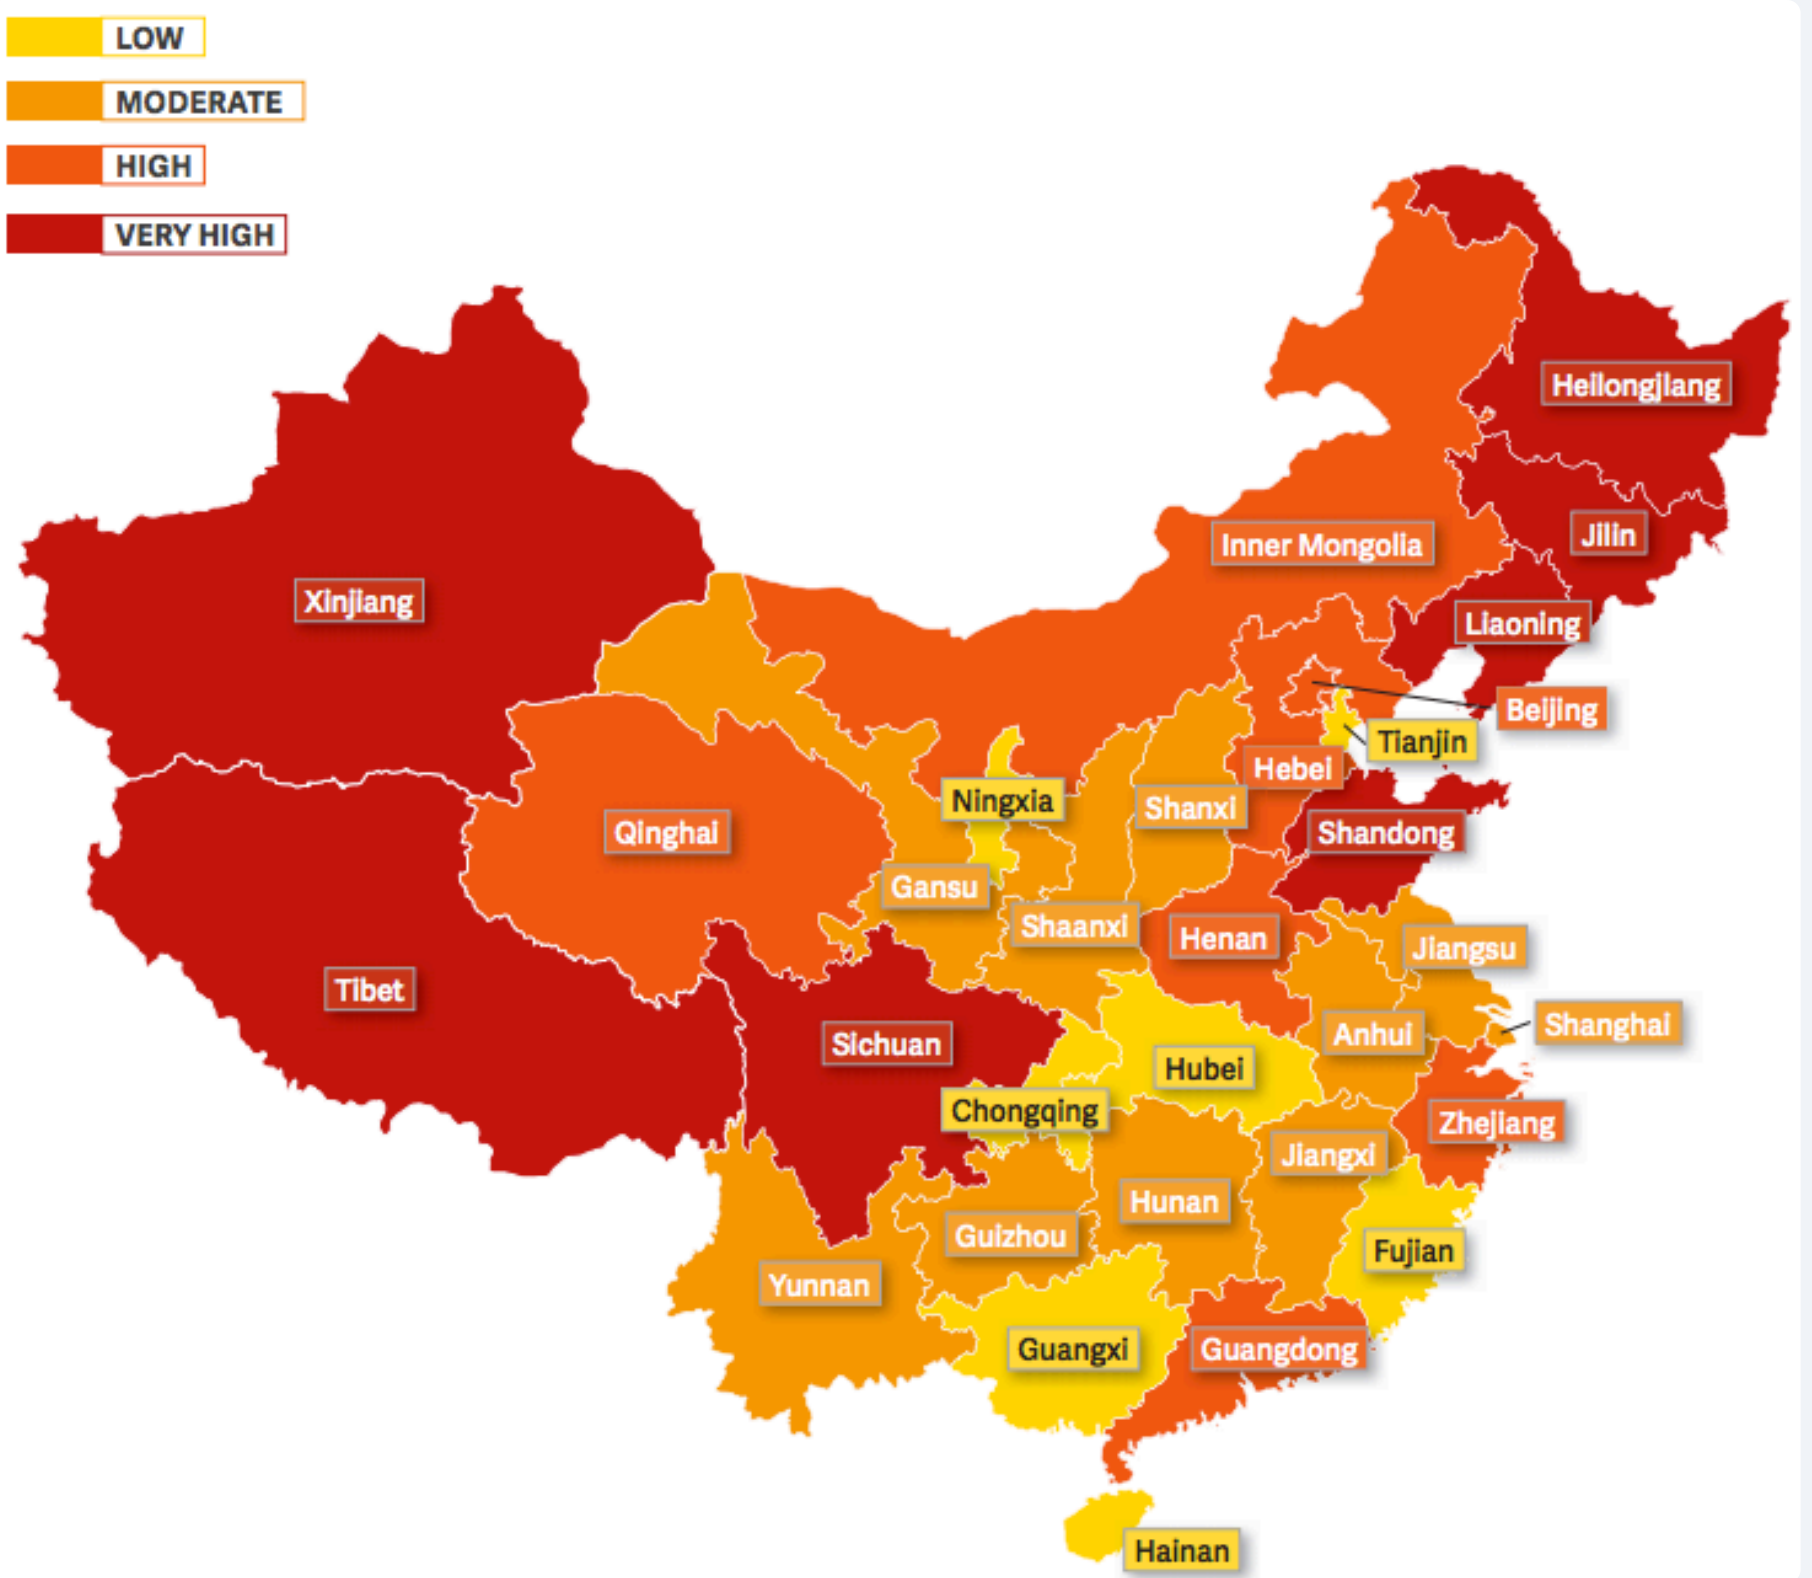 LOW
MODERATE
HIGH
VERY HIGH
Heilongjiang
Jilin
Inner Mongolia
Xinjiang
Liaoning
Beijing
Tianjin
Hebei
Ningxia
Shanxi
Qinghai
Shandong
Gansu
Shaanxi
Henan
Jiangsu
Tibet
Shanghai
Anhui
Sichuan
Hubei
Chongqing
Zhejiang
Jiangxi
Hunan
Guizhou
Fujian
Yunnan
Guangxi
Guangdong
Hainan